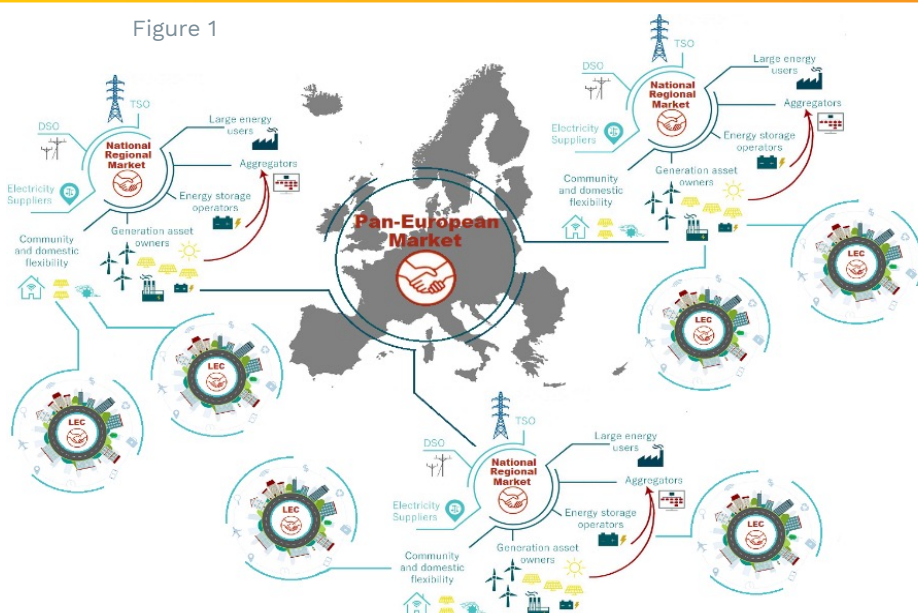 Figure 1
TSO
DSO
National
Regional
Market
Large energy
users
Aggregators
Electricity
Suppliers
Energy storage
operators
Community
and domestic
flexibility
Generation asset
owners
LEC
LEC
Pan-European
Market
TSO
DSO
National
Regional
Market
Large energy
users
Aggregators
Electricity
Suppliers
Energy storage
operators
Community
and domestic
flexibility
Generation asset
owners
LEC
LEC
TSO
DSO
National
Regional
Market
Large energy
users
Aggregators
Electricity
Suppliers
Energy storage
operators
Community
and domestic
flexibility
Generation asset
owners
LEC
LEC